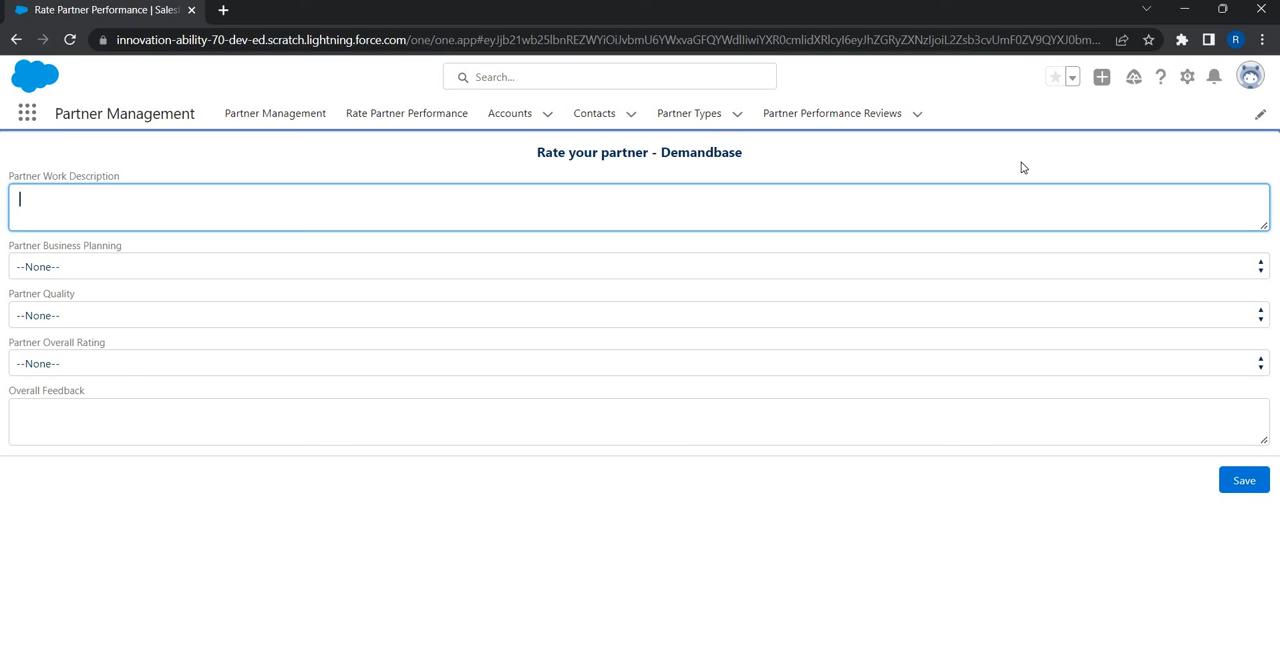 Rate Partner Performance | Sales
innovation-ability-70-dev-ed.scratch.lightning.force.com/one/one.app#
Search...
Partner Management
Partner Management
Rate Partner Performance
Accounts
Contacts
Partner Types
Partner Performance Reviews
R
Rate your partner - Demandbase
Partner Work Description
Partner Business Planning
--None--
Partner Quality
--None--
Partner Overall Rating
--None--
Overall Feedback
Save